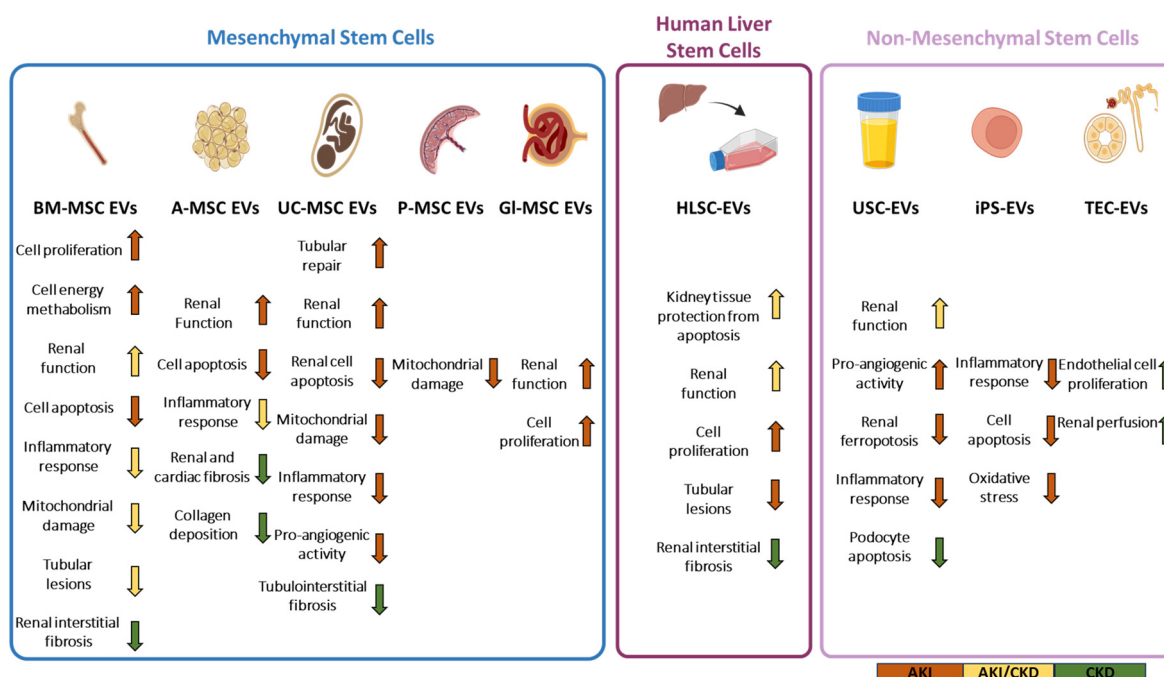 Mesenchymal Stem Cells
Human Liver
Stem Cells
Non-Mesenchymal Stem Cells
BM-MSC EVs
Cell proliferation
Cell energy
methabolism
Renal
function
Cell apoptosis
Inflammatory
response
Mitochondrial
damage
Tubular
lesions
Renal interstitial
fibrosis
A-MSC EVs
Renal
Function
Cell apoptosis
Inflammatory
response
Renal and
cardiac fibrosis
Collagen
deposition
UC-MSC EVs
Tubular
repair
Renal
function
Renal cell
apoptosis
Mitochondrial
damage
Inflammatory
response
Pro-angiogenic
activity
Tubulointerstitial
fibrosis
P-MSC EVs
Mitochondrial
damage
Gl-MSC EVs
Renal
function
Cell
proliferation
HLSC-EVs
Kidney tissue
protection from
apoptosis
Renal
function
Cell
proliferation
Tubular
lesions
Renal interstitial
fibrosis
USC-EVs
Renal
function
Pro-angiogenic
activity
Renal
ferropotosis
Inflammatory
response
Podocyte
apoptosis
iPS-EVs
Inflammatory
response
Cell
apoptosis
Oxidative
stress
TEC-EVs
Endothelial cell
proliferation
Renal perfusion
AKI
AKI/CKD
CKD